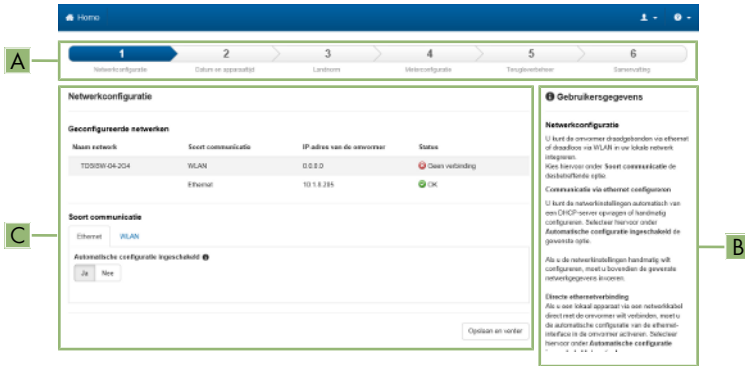 Home
A
1 2 3 4 5 6
Netwerkconfiguratie Datum en apparaattijd Landnorm Meterconfiguratie Terugleverbeheer Samenvatting
Netwerkconfiguratie
Geconfigureerde netwerken
Naam netwerk Soort communicatie IP-adres van de omvormer Status
WLAN 0.0.0.0 Geen verbinding
Ethernet 10.1.8.205 OK
C
Soort communicatie
Ethernet WLAN
Automatische configuratie ingeschakeld
Ja Nee
Opslaan en verder
Gebruikersgegevens
Netwerkconfiguratie
U kunt de omvormer draadgebonden via ethernet
of draadloos via WLAN in uw lokale netwerk
integreren.
Kies hiervoor onder Soort communicatie de
desbetreffende optie.
Communicatie via ethernet configureren
U kunt de netwerkinstellingen automatisch van
een DHCP-server opvragen of handmatig
configureren. Selecteer hiervoor onder
Automatische configuratie ingeschakeld de
gewenste optie.
Als u de netwerkinstellingen handmatig wilt
configureren, moet u bovendien de gewenste
netwerkgegevens invoeren.
B
Directe ethernetverbinding
Als u een lokaal apparaat via een netwerkkabel
direct met de omvormer wilt verbinden, moet u
de automatische configuratie van de ethernet-
interface in de omvormer activeren. Selecteer
hiervoor onder Automatische configuratie